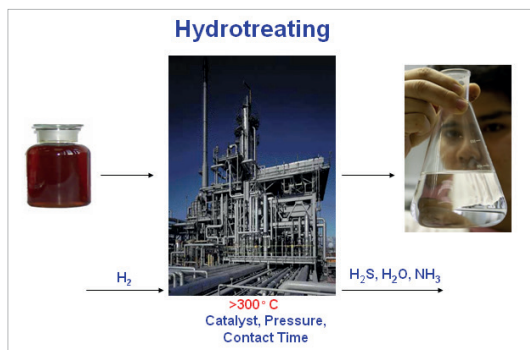 Hydrotreating
H₂
H₂S, H₂O, NH₃
>300° C
Catalyst, Pressure,
Contact Time